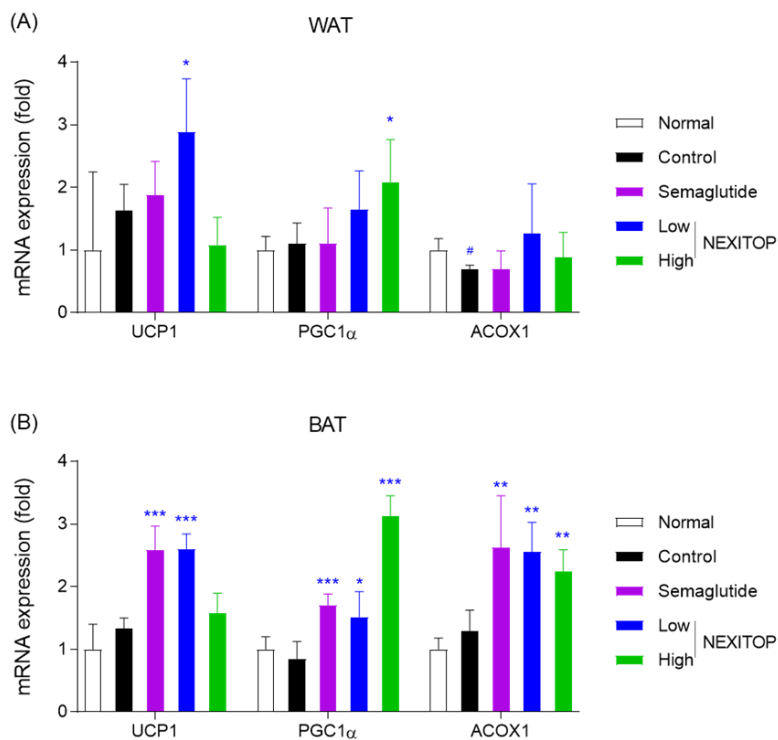 (A)
WAT
mRNA expression (fold)
4
3
2
1
0
*
*
#
UCP1
PGC1α
ACOX1
Normal
Control
Semaglutide
Low
High
NEXITOP
(B)
BAT
mRNA expression (fold)
4
3
2
1
0
***
***
***
*
***
**
**
**
UCP1
PGC1α
ACOX1
Normal
Control
Semaglutide
Low
High
NEXITOP